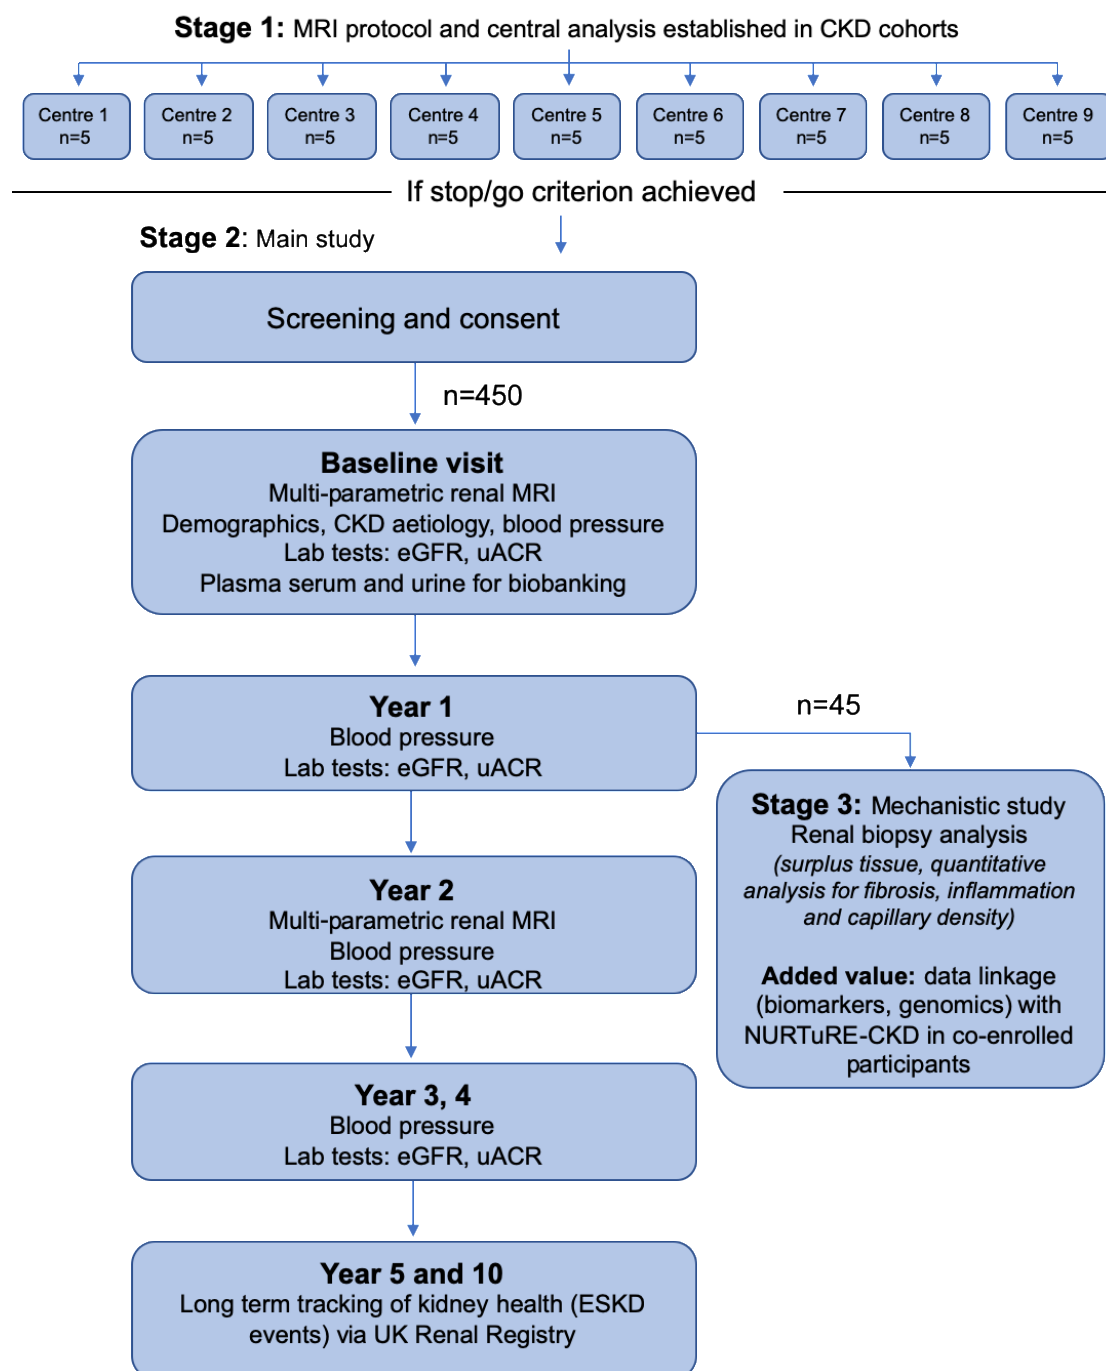 Stage 1: MRI protocol and central analysis established in CKD cohorts
Centre 1
n=5
Centre 2
n=5
Centre 3
n=5
Centre 4
n=5
Centre 5
n=5
Centre 6
n=5
Centre 7
n=5
Centre 8
n=5
Centre 9
n=5
If stop/go criterion achieved
Stage 2: Main study
Screening and consent
n=450
Baseline visit
Multi-parametric renal MRI
Demographics, CKD aetiology, blood pressure
Lab tests: eGFR, uACR
Plasma serum and urine for biobanking
Year 1
Blood pressure
Lab tests: eGFR, uACR
n=45
Stage 3: Mechanistic study
Renal biopsy analysis
(surplus tissue, quantitative
analysis for fibrosis, inflammation
and capillary density)
Added value: data linkage
(biomarkers, genomics) with
NURTuRE-CKD in co-enrolled
participants
Year 2
Multi-parametric renal MRI
Blood pressure
Lab tests: eGFR, uACR
Year 3, 4
Blood pressure
Lab tests: eGFR, uACR
Year 5 and 10
Long term tracking of kidney health (ESKD
events) via UK Renal Registry